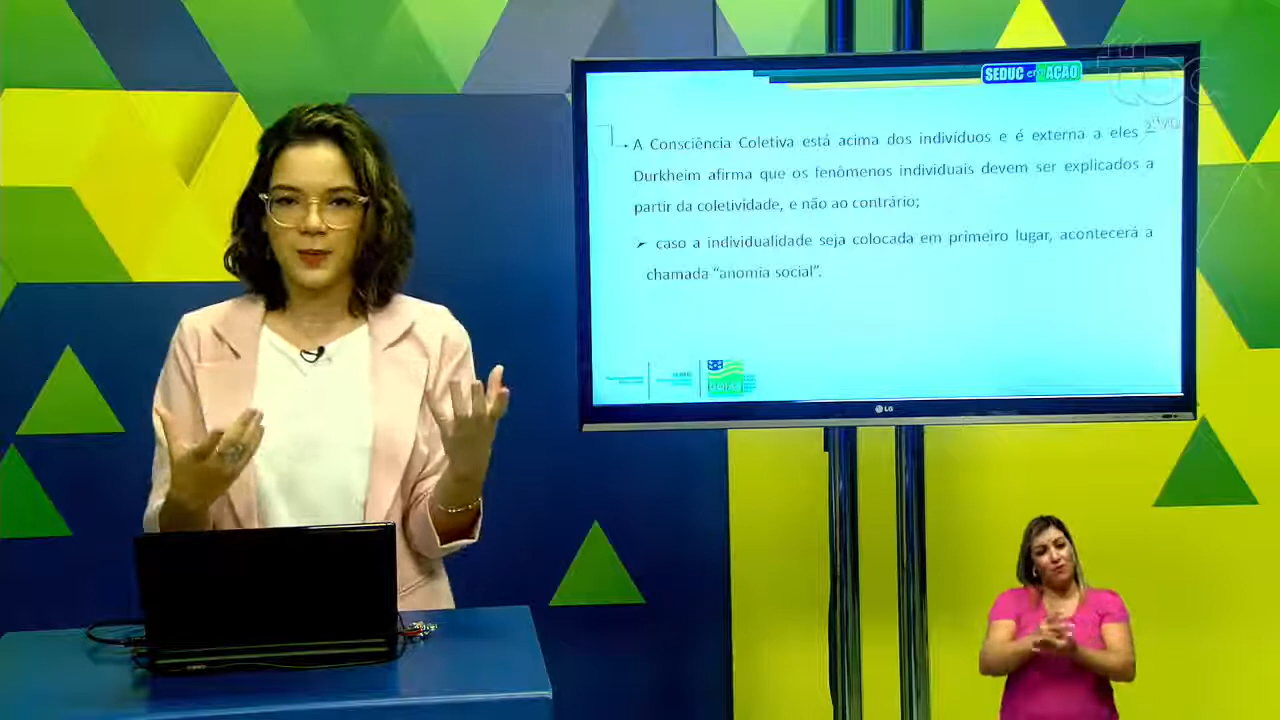 SEDUC em AÇÃO
tbc
A Consciência Coletiva está acima dos indivíduos e é externa a eles –
Durkheim afirma que os fenômenos individuais devem ser explicados a
partir da coletividade, e não ao contrário;
caso a individualidade seja colocada em primeiro lugar, acontecerá a
chamada “anomia social”.
LG